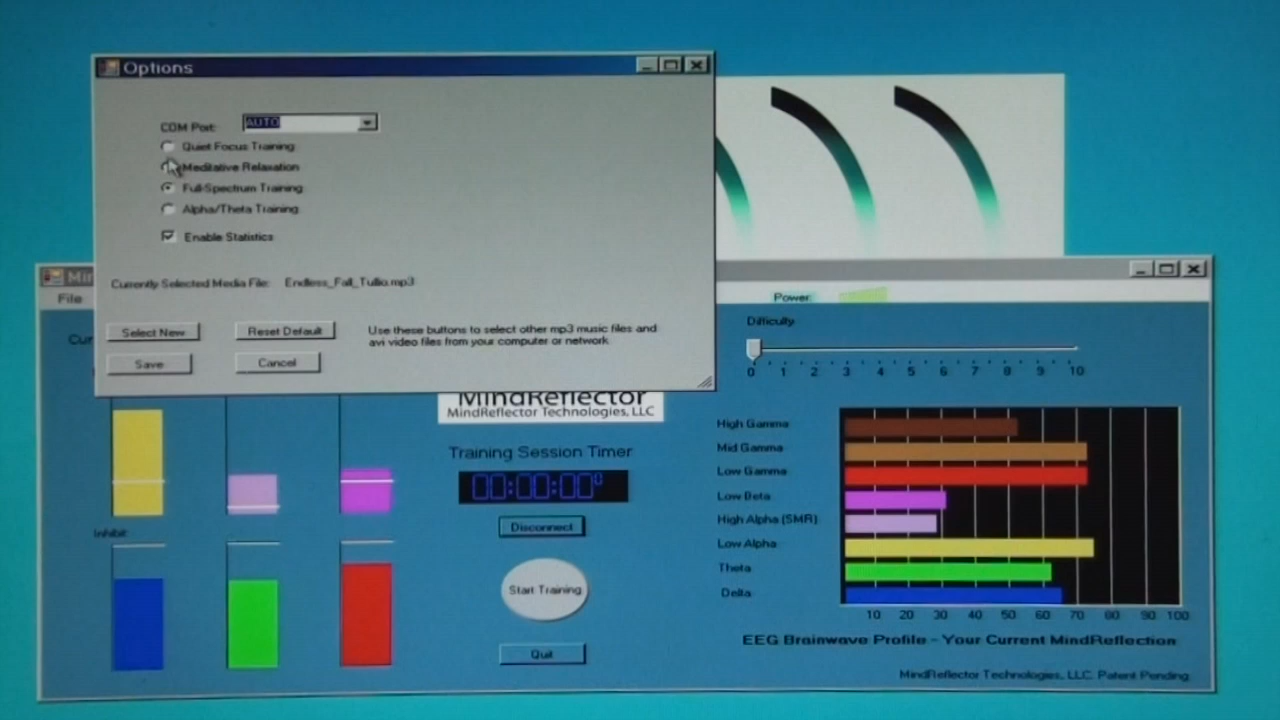 Options
COM Port:
AUTO
Quiet Focus Training
Meditative Relaxation
Full-Spectrum Training
Alpha/Theta Training
Enable Statistics
Currently Selected Media File: Endless_Fall_Tullio.mp3
Select New
Reset Default
Use these buttons to select other mp3 music files and
avi video files from your computer or network
Save
Cancel
File
Power:
Difficulty
0 1 2 3 4 5 6 7 8 9 10
MindReflector
MindReflector Technologies, LLC
Training Session Timer
00:00:00
Disconnect
Start Training
Quit
Inhibit:
High Gamma
Mid Gamma
Low Gamma
Low Beta
High Alpha (SMR)
Low Alpha
Theta
Delta
10 20 30 40 50 60 70 80 90 100
EEG Brainwave Profile - Your Current MindReflection
MindReflector Technologies, LLC. Patent Pending